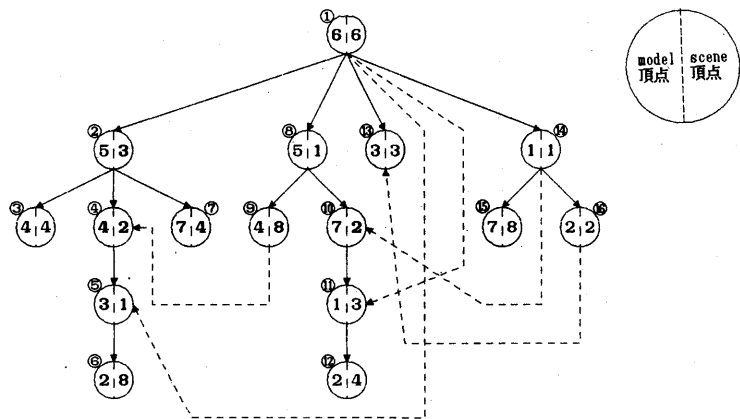 ①
6 6
model scene
頂点 頂点
② ⑧ ⑬ ⑭
5 3 5 1 3 3 1 1
③ ④ ⑦ ⑨ ⑩ ⑮ ⑯
4 4 4 2 7 4 4 8 7 2 7 8 2 2
⑤ ⑪
3 1 1 3
⑥ ⑫
2 8 2 4